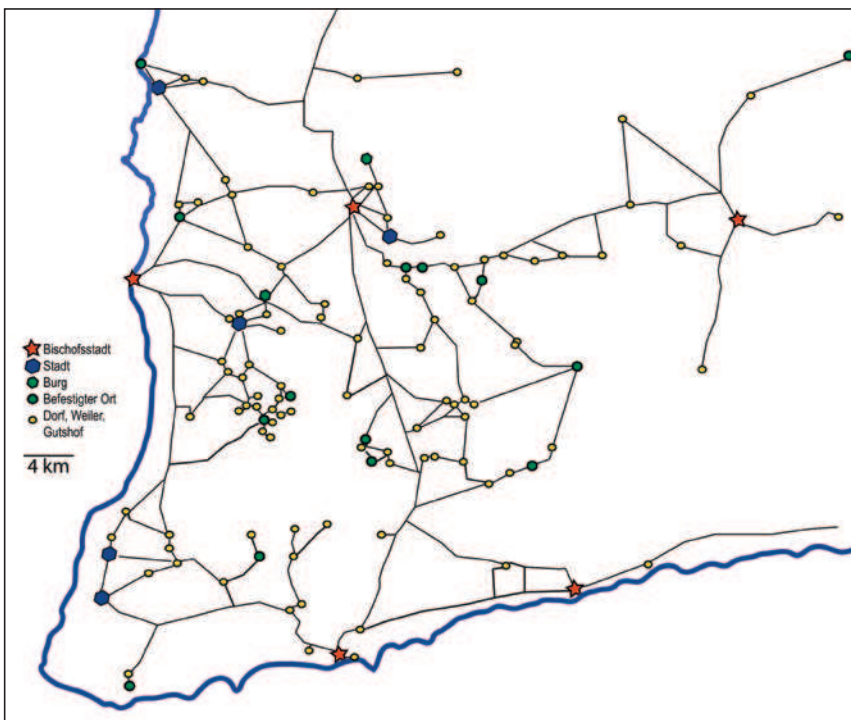 Bischofsstadt
Stadt
Burg
Befestigter Ort
Dorf, Weiler,
Gutshof
4 km